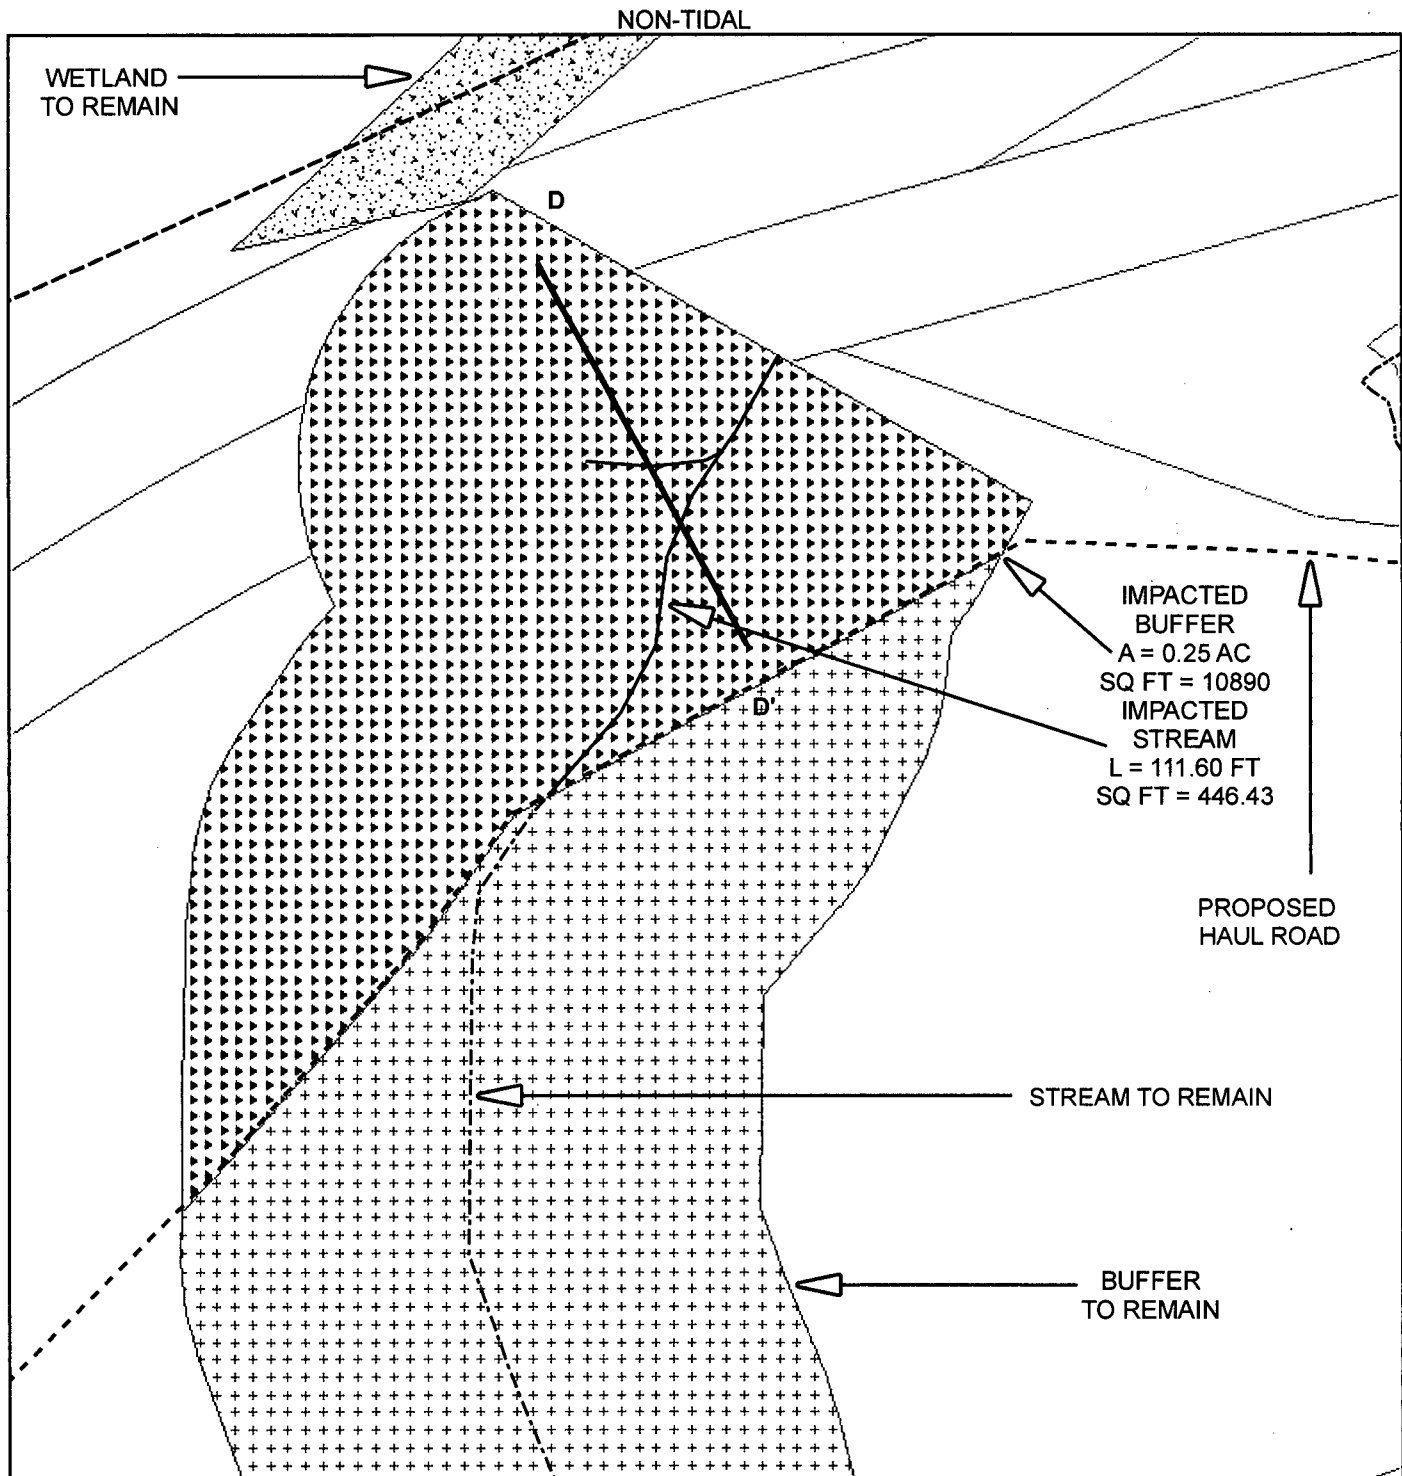 NON-TIDAL
WETLAND
TO REMAIN
D
IMPACTED
BUFFER
A = 0.25 AC
SQ FT = 10890
IMPACTED
STREAM
L = 111.60 FT
SQ FT = 446.43
D'
PROPOSED
HAUL ROAD
STREAM TO REMAIN
BUFFER
TO REMAIN